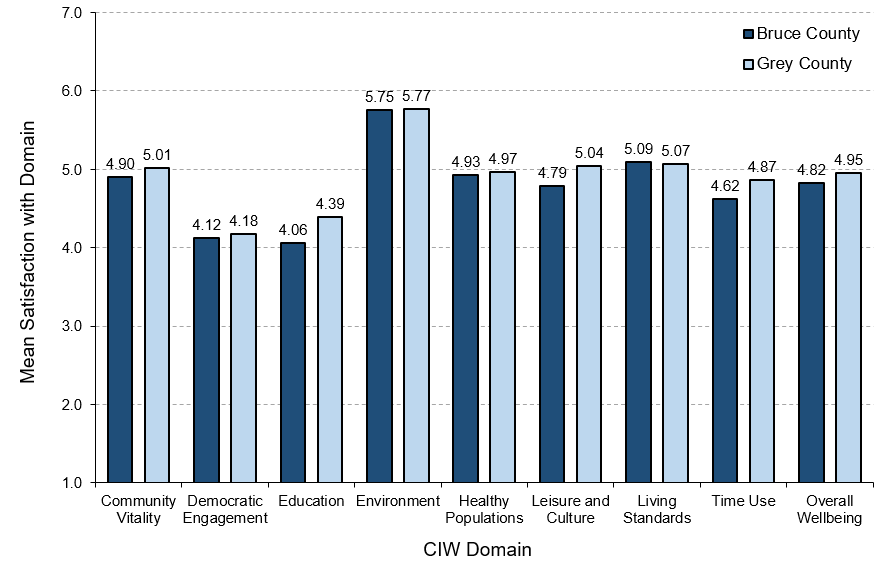 7.0
6.0
5.0
4.0
3.0
2.0
1.0
Mean Satisfaction with Domain
Bruce County
Grey County
4.90 5.01
4.12 4.18
4.06 4.39
5.75 5.77
4.93 4.97
4.79 5.04
5.09 5.07
4.62 4.87
4.82 4.95
Community
Vitality
Democratic
Engagement
Education
Environment
Healthy
Populations
Leisure and
Culture
Living
Standards
Time Use
Overall
Wellbeing
CIW Domain